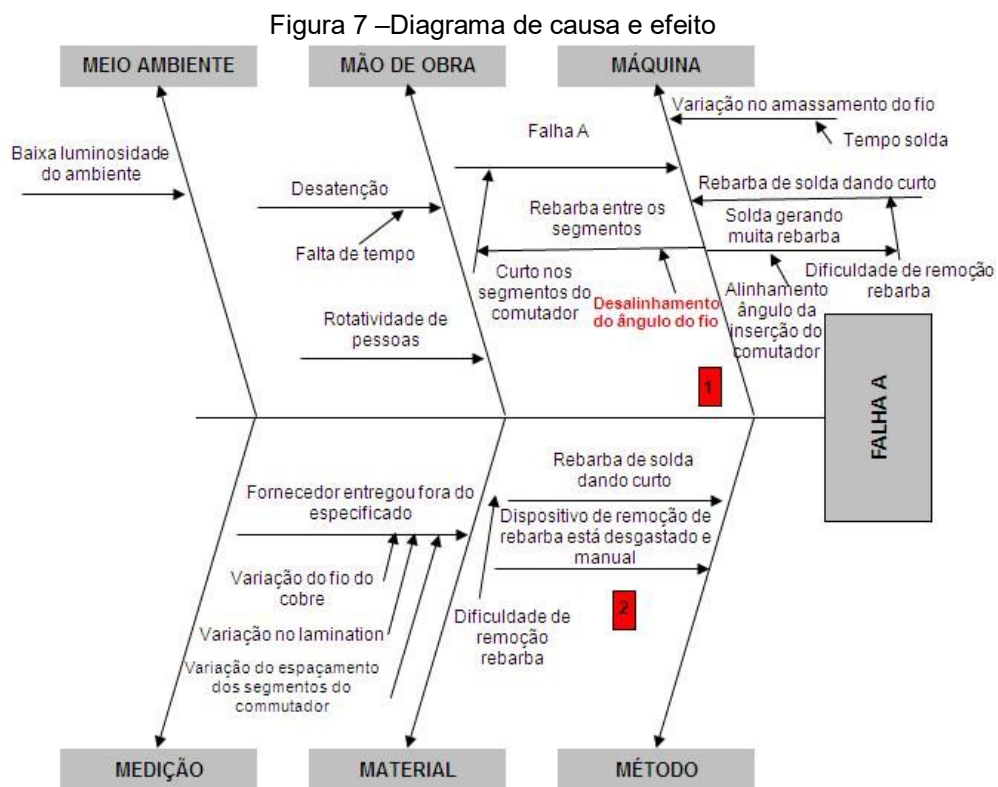 Figura 7 –Diagrama de causa e efeito
MEIO AMBIENTE
MÃO DE OBRA
MÁQUINA
Variação no amassamento do fio
Tempo solda
Falha A
Baixa luminosidade
do ambiente
Desatenção
Falta de tempo
Rebarba de solda dando curto
Rebarba entre os
segmentos
Solda gerando
muita rebarba
Curto nos
segmentos do
comutador
Desalinhamento
do ângulo do fio
Alinhamento
ângulo da
inserção do
comutador
Dificuldade de remoção
rebarba
Rotatividade de
pessoas
1
FALHA A
Fornecedor entregou fora do
especificado
Rebarba de solda
dando curto
Dispositivo de remoção de
rebarba está desgastado e
manual
Variação do fio do
cobre
Variação no lamination
Variação do espaçamento
dos segmentos do
commutador
Dificuldade de
remoção
rebarba
2
MEDIÇÃO
MATERIAL
MÉTODO